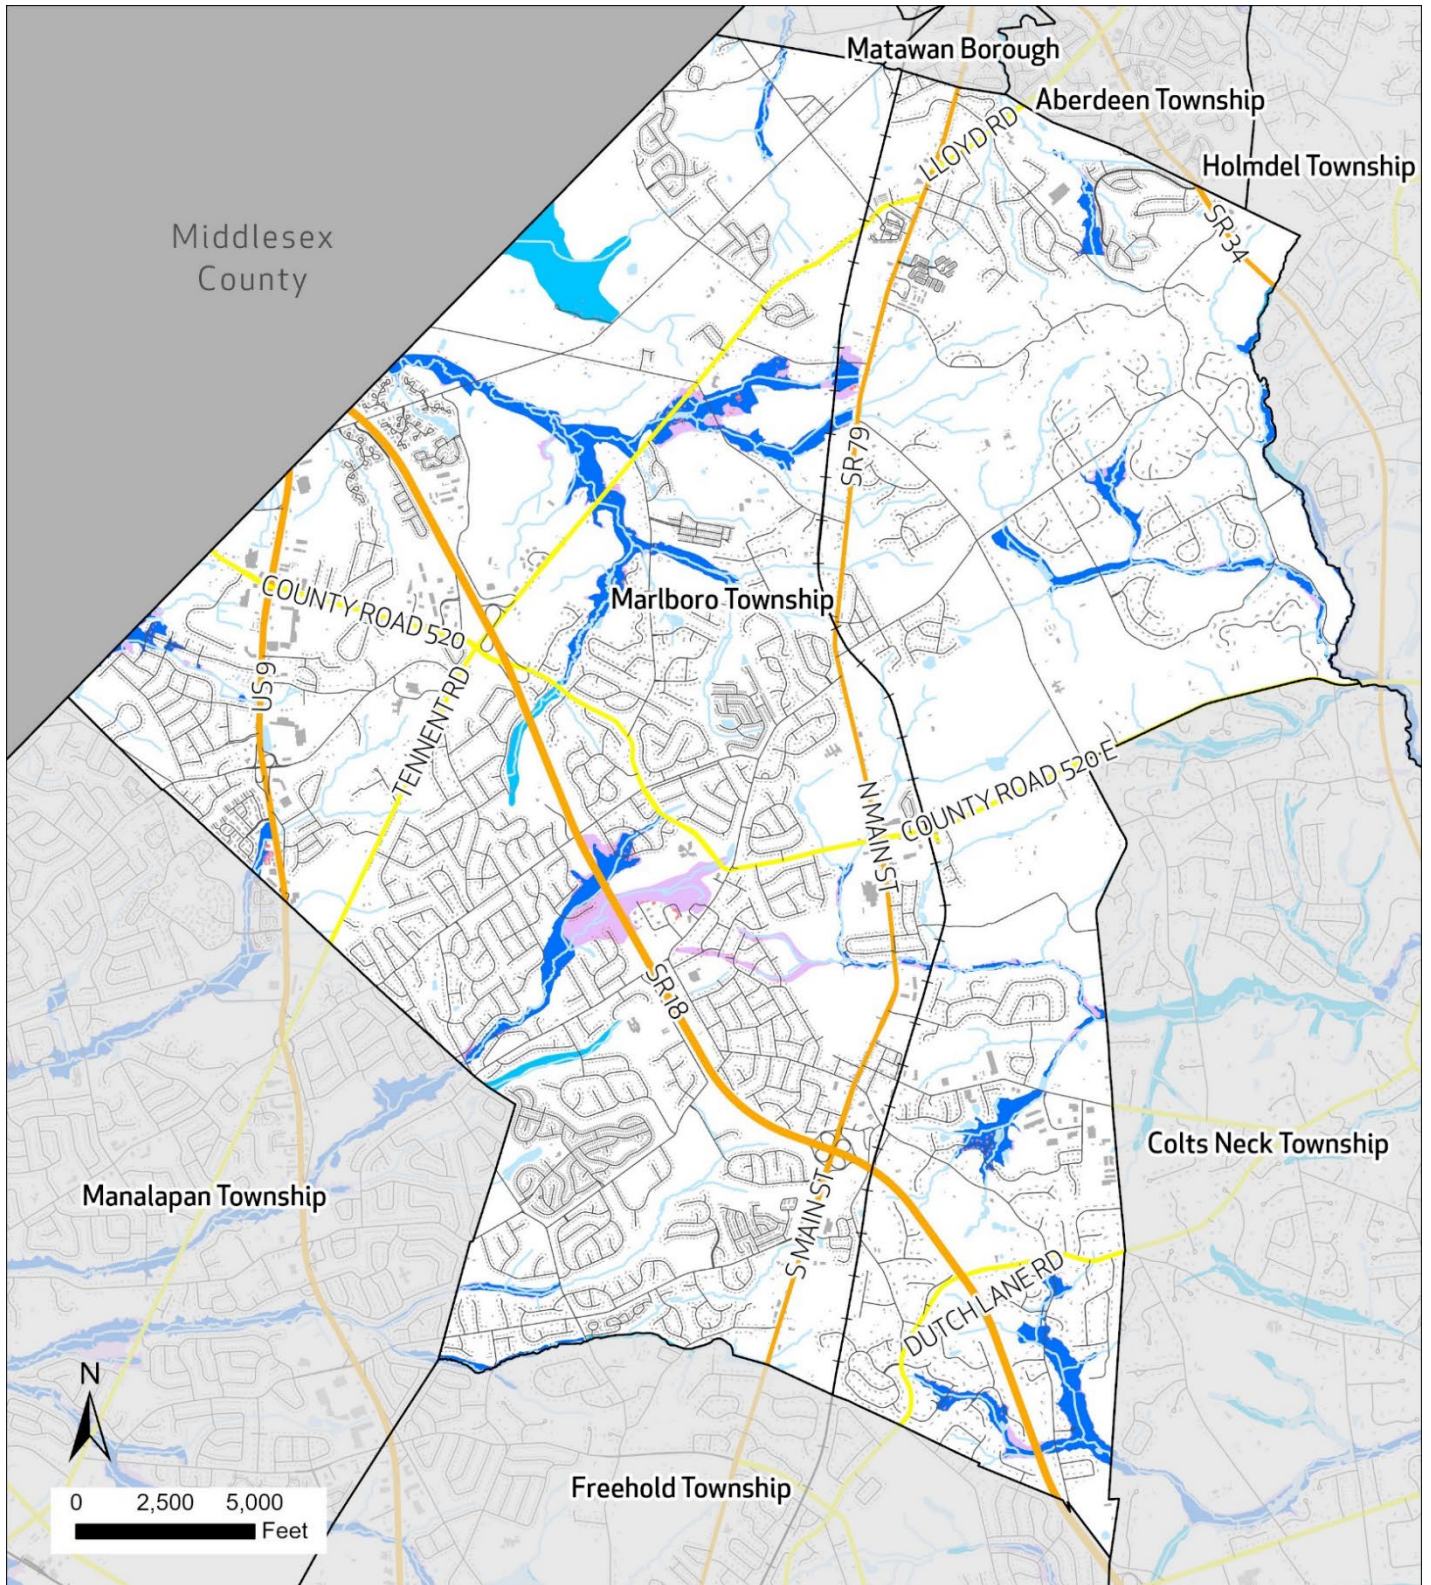 Matawan Borough
Aberdeen Township
LLOYD RD
Holmdel Township
SR 34
Middlesex
County
SR 79
COUNTY ROAD 520
Marlboro Township
US 9
TENNENT RD
COUNTY ROAD 520 E
N MAIN ST
SR 18
Colts Neck Township
Manalapan Township
S MAIN ST
DUTCH LANE RD
N
Freehold Township
0 2,500 5,000
Feet